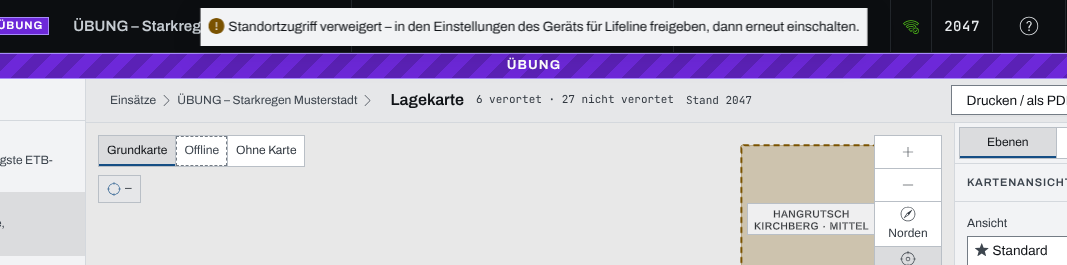 ÜBUNG
ÜBUNG – Starkreg
! Standortzugriff verweigert – in den Einstellungen des Geräts für Lifeline freigeben, dann erneut einschalten.
2047
?
ÜBUNG
Einsätze
ÜBUNG – Starkregen Musterstadt
Lagekarte
6 verortet · 27 nicht verortet
Stand 2047
Drucken / als PD
gste ETB-
e,
Grundkarte
Offline
Ohne Karte
–
HANGRUTSCH
KIRCHBERG · MITTEL
+
–
Norden
Ebenen
KARTENANSICHT
Ansicht
★ Standard